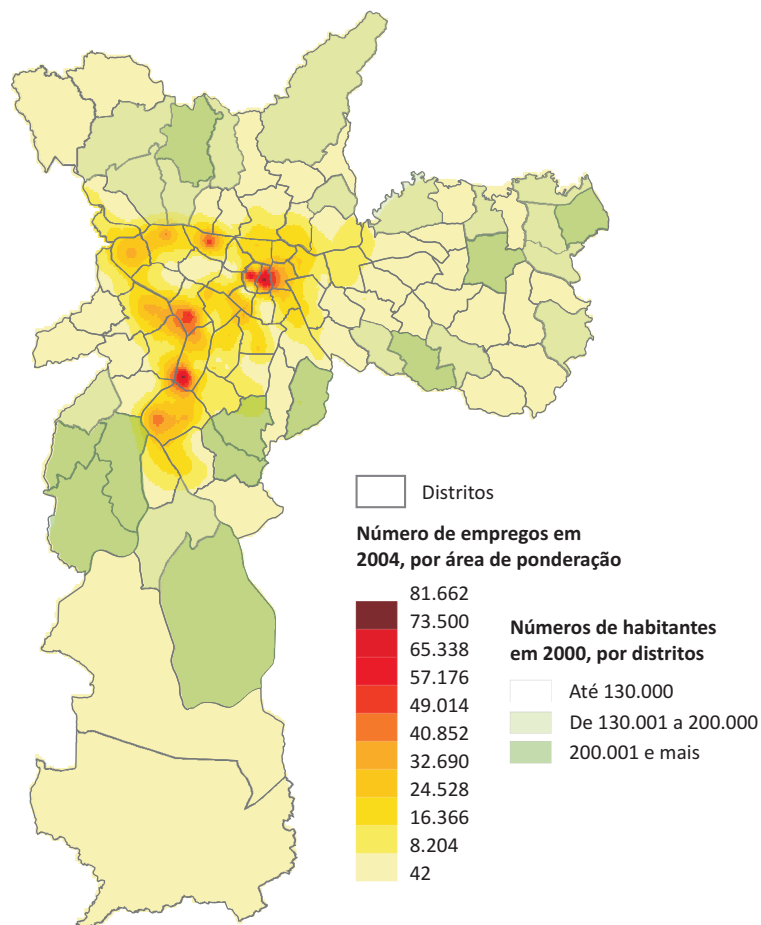 Distritos
Número de empregos em
2004, por área de ponderação
81.662
73.500
65.338
57.176
49.014
40.852
32.690
24.528
16.366
8.204
42
Números de habitantes
em 2000, por distritos
Até 130.000
De 130.001 a 200.000
200.001 e mais